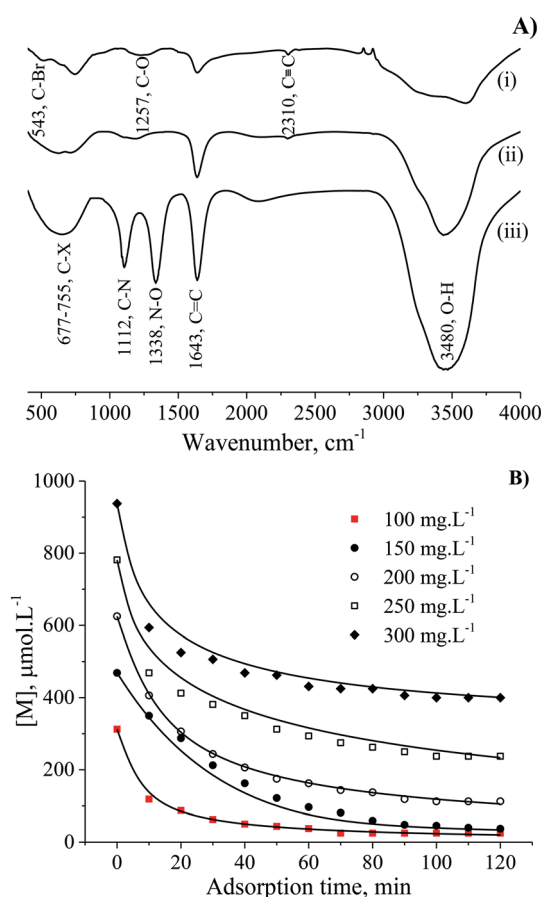 A)
543, C-Br
1257, C-O
2310, C≡C
(i)
(ii)
(iii)
677-755, C-X
1112, C-N
1338, N-O
1643, C=C
3480, O-H
500 1000 1500 2000 2500 3000 3500 4000
Wavenumber, cm-1
B)
1000
800
600
400
200
0
[M], μmol.L-1
100 mg.L-1
150 mg.L-1
200 mg.L-1
250 mg.L-1
300 mg.L-1
0 20 40 60 80 100 120
Adsorption time, min